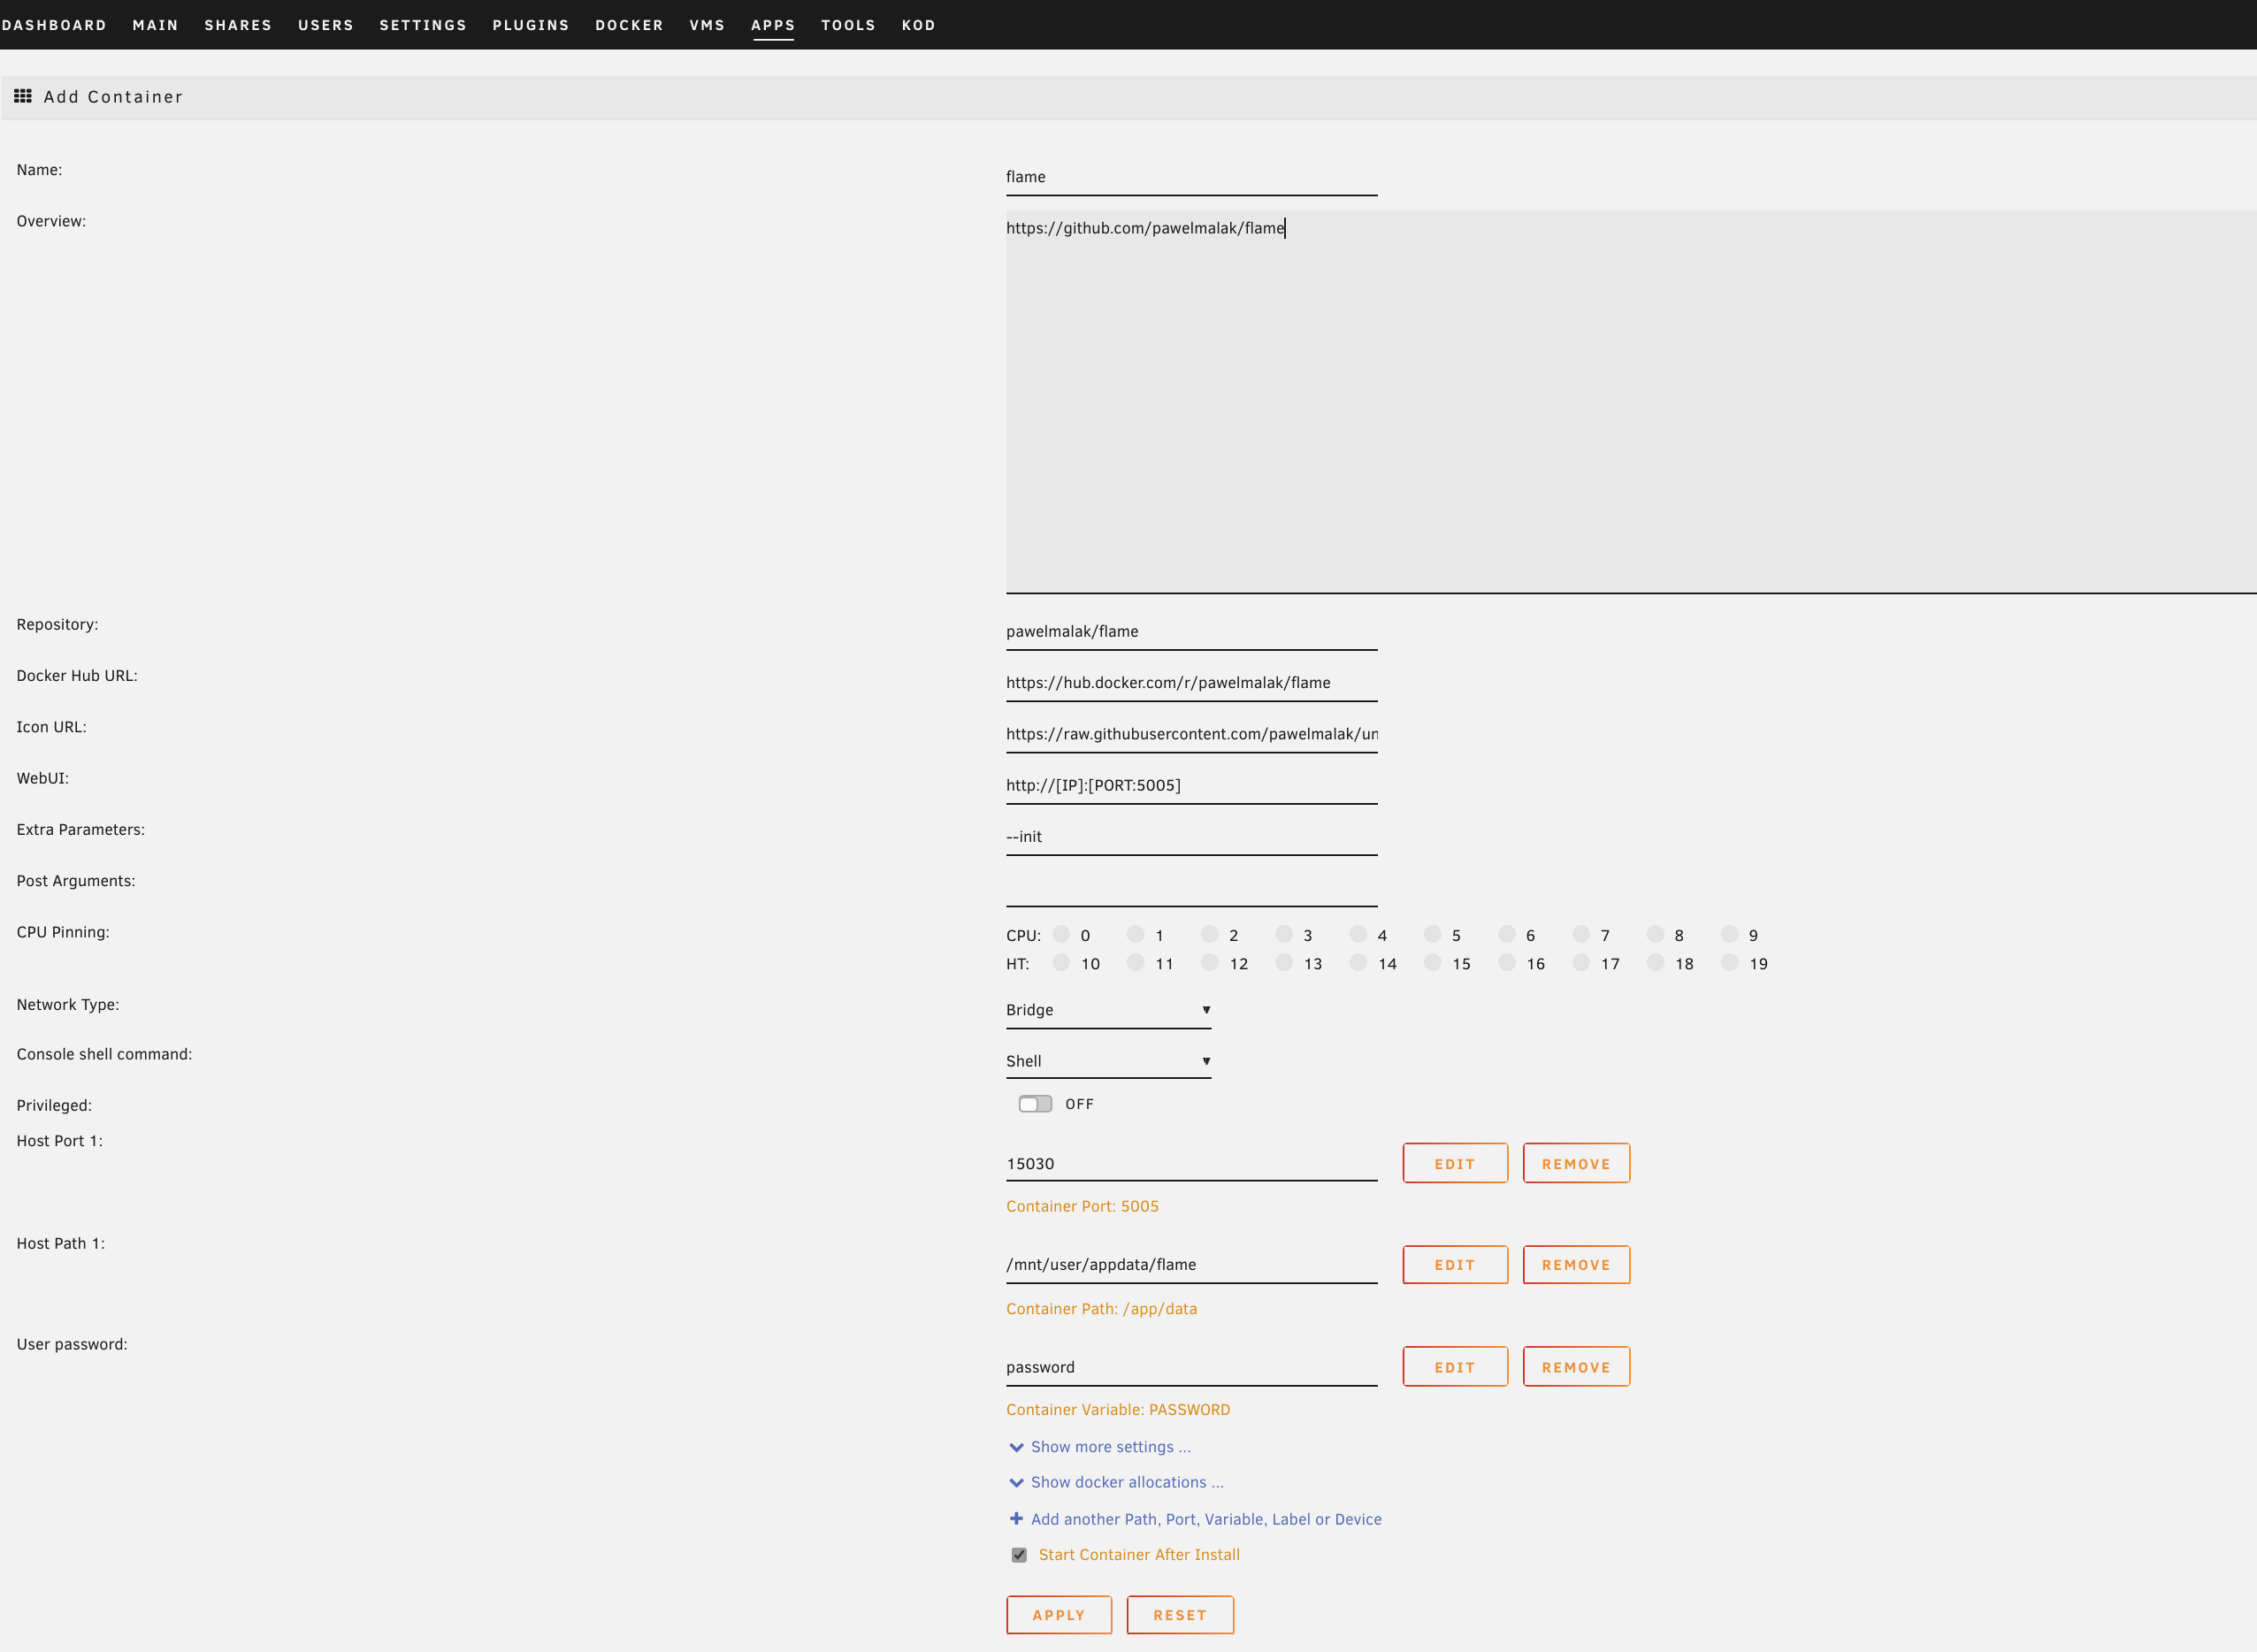 DASHBOARD MAIN SHARES USERS SETTINGS PLUGINS DOCKER VMS APPS TOOLS KOD
Add Container
Name:
flame
Overview:
https://github.com/pawelmalak/flame
Repository:
pawelmalak/flame
Docker Hub URL:
https://hub.docker.com/r/pawelmalak/flame
Icon URL:
https://raw.githubusercontent.com/pawelmalak/un
WebUI:
http://[IP]:[PORT:5005]
Extra Parameters:
--init
Post Arguments:
CPU Pinning:
CPU: 0 1 2 3 4 5 6 7 8 9
HT: 10 11 12 13 14 15 16 17 18 19
Network Type:
Bridge
Console shell command:
Shell
Privileged:
OFF
Host Port 1:
15030 EDIT REMOVE
Container Port: 5005
Host Path 1:
/mnt/user/appdata/flame EDIT REMOVE
Container Path: /app/data
User password:
password EDIT REMOVE
Container Variable: PASSWORD
Show more settings ...
Show docker allocations ...
Add another Path, Port, Variable, Label or Device
Start Container After Install
APPLY RESET